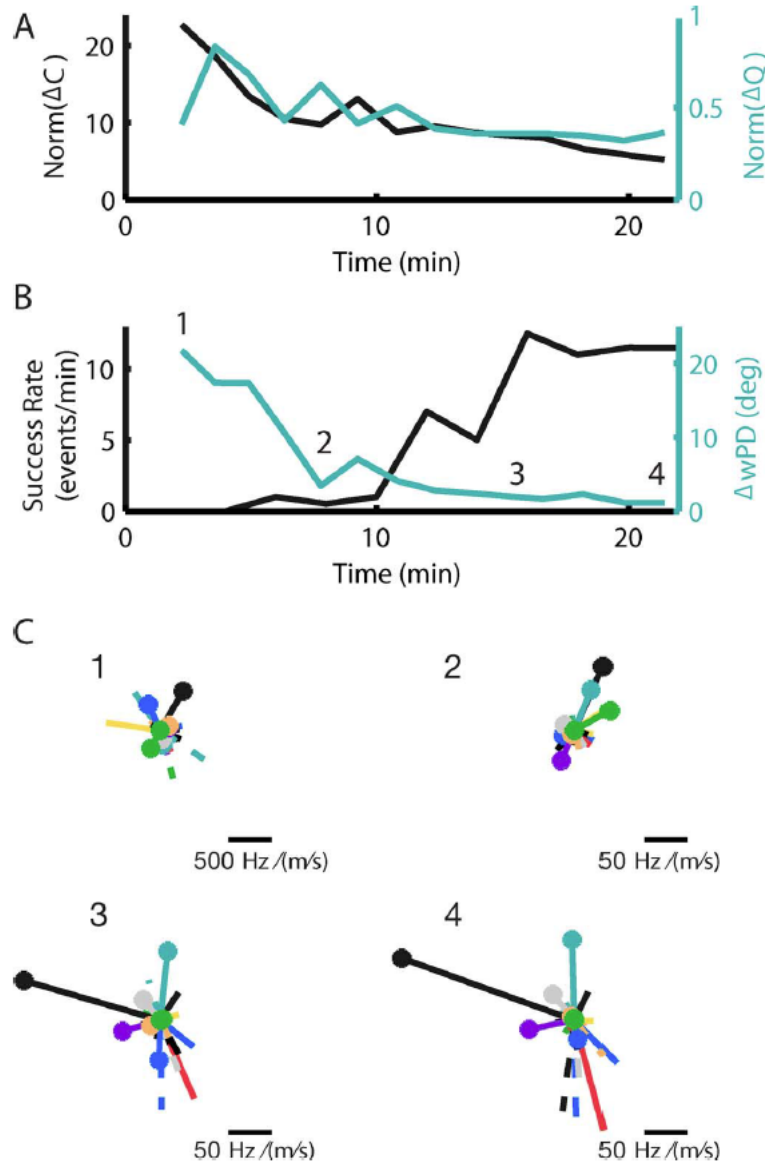 A
Norm(ΔC)
20
10
0
1
0.5
0
Norm(ΔQ)
0
10
20
Time (min)
B
Success Rate
(events/min)
10
5
0
1
2
3
4
20
10
0
ΔwPD (deg)
0
10
20
Time (min)
C
1
500 Hz /(m/s)
2
50 Hz /(m/s)
3
50 Hz /(m/s)
4
50 Hz /(m/s)